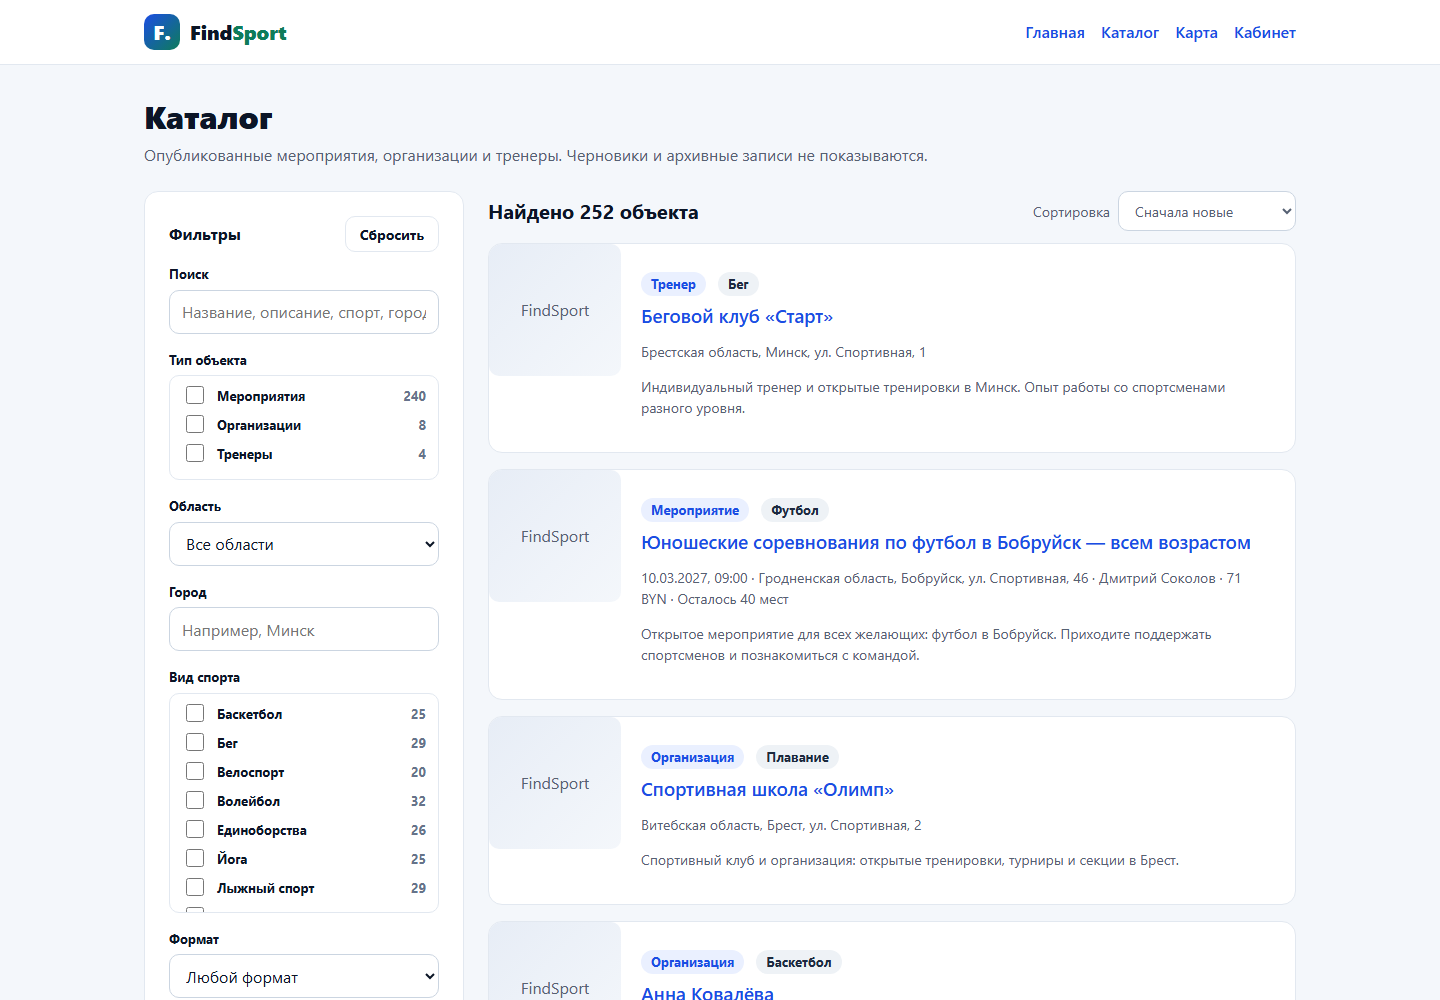 F. FindSport
Главная Каталог Карта Кабинет
Каталог
Опубликованные мероприятия, организации и тренеры. Черновики и архивные записи не показываются.
Фильтры
Сбросить
Поиск
Название, описание, спорт, город
Тип объекта
Мероприятия 240
Организации 8
Тренеры 4
Область
Все области
Город
Например, Минск
Вид спорта
Баскетбол 25
Бег 29
Велоспорт 20
Волейбол 32
Единоборства 26
Йога 25
Лыжный спорт 29
Формат
Любой формат
Найдено 252 объекта
Сортировка Сначала новые
FindSport
Тренер Бег
Беговой клуб «Старт»
Брестская область, Минск, ул. Спортивная, 1
Индивидуальный тренер и открытые тренировки в Минск. Опыт работы со спортсменами
разного уровня.
FindSport
Мероприятие Футбол
Юношеские соревнования по футбол в Бобруйск — всем возрастом
10.03.2027, 09:00 · Гродненская область, Бобруйск, ул. Спортивная, 46 · Дмитрий Соколов · 71
BYN · Осталось 40 мест
Открытое мероприятие для всех желающих: футбол в Бобруйск. Приходите поддержать
спортсменов и познакомиться с командой.
FindSport
Организация Плавание
Спортивная школа «Олимп»
Витебская область, Брест, ул. Спортивная, 2
Спортивный клуб и организация: открытые тренировки, турниры и секции в Брест.
FindSport
Организация Баскетбол
Анна Ковалёва